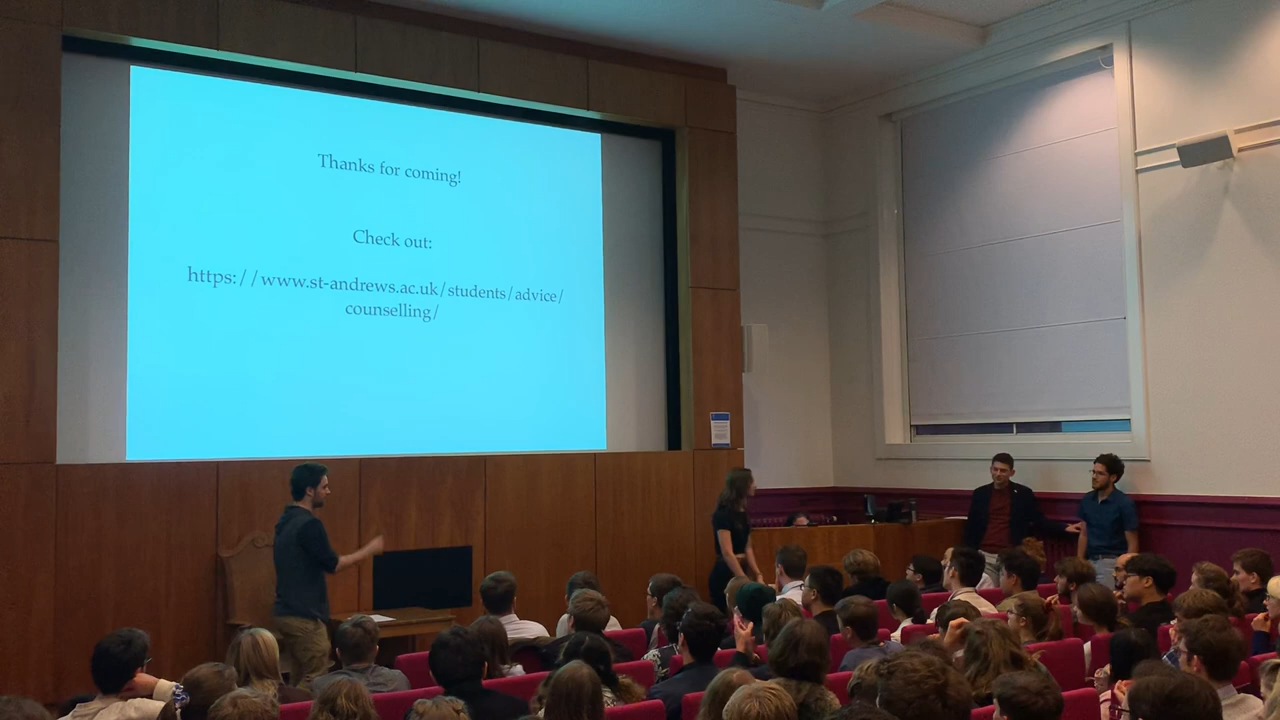 Thanks for coming!
Check out:
https://www.st-andrews.ac.uk/students/advice/
counselling/